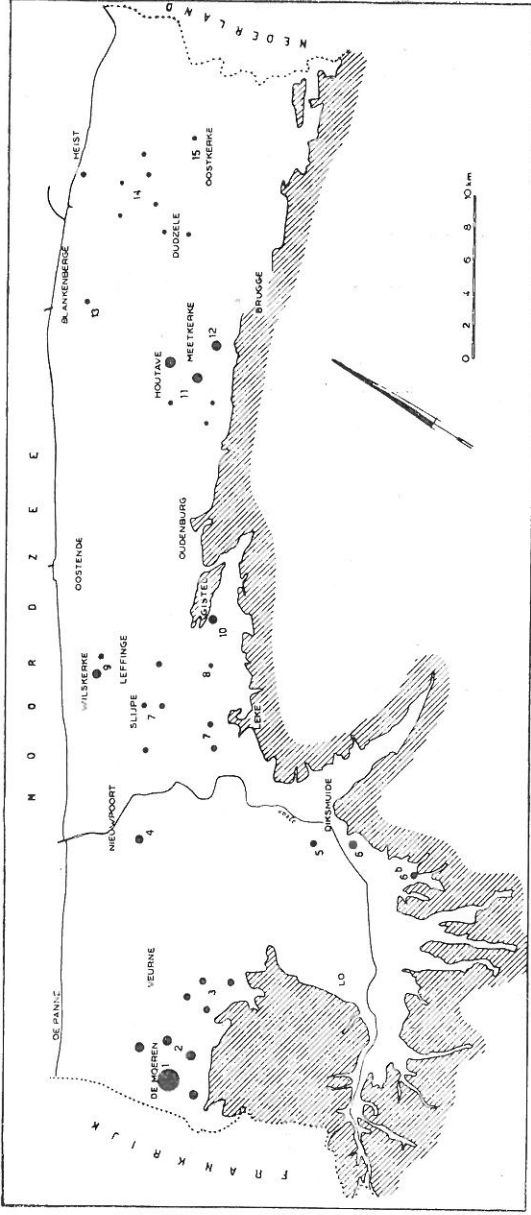 M O O R D Z E E
NEDERLAND
FRANKRIJK
DE PANNE
NIEUWPOORT
OOSTENDE
BLANKENBERGE
HEIST
DE MOEREN
1
2
VEURNE
3
4
WILSKERKE
9
LEFFINGE
SLIJPE
7
7
8
LEKE
GISTEL
10
OUDENBURG
HOUTAVE
MEETKERKE
11
12
13
14
DUDZELE
15
OOSTKERKE
BRUGGE
LO
DIKSMUIDE
5
6
6b
0 2 4 6 8 10 km